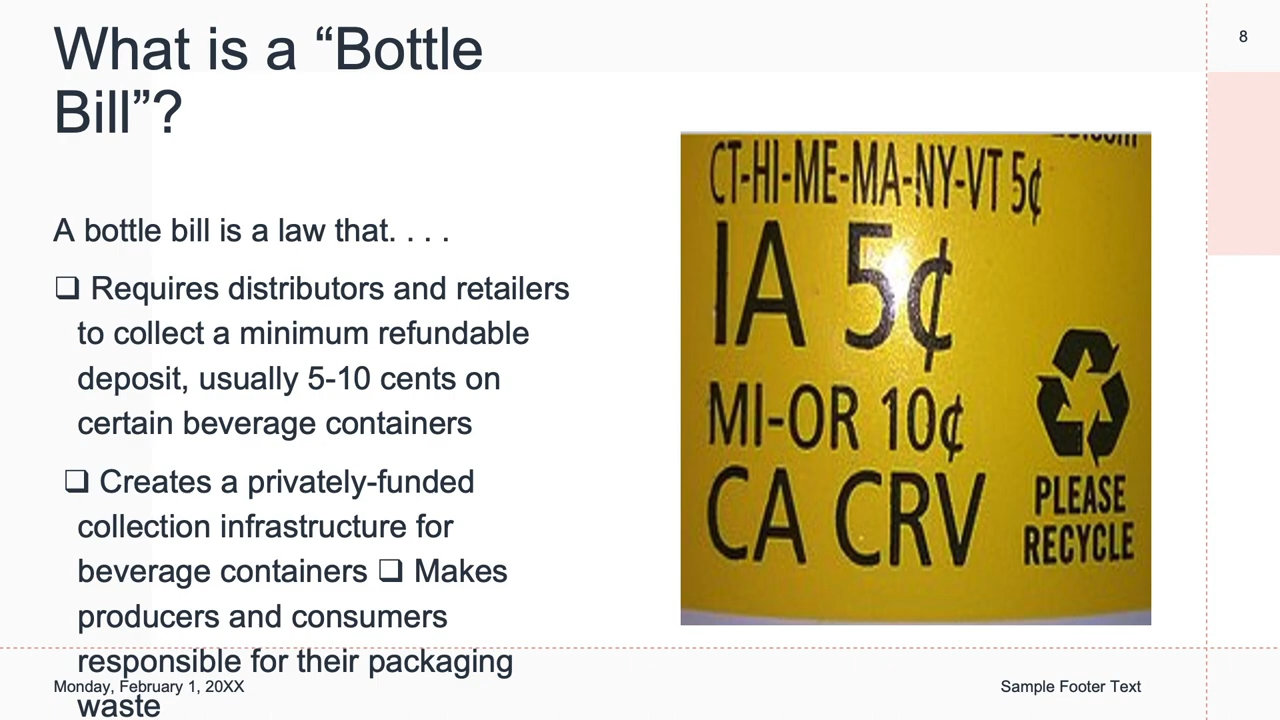 What is a “Bottle
Bill”?
8
A bottle bill is a law that. . . .
❑ Requires distributors and retailers
to collect a minimum refundable
deposit, usually 5-10 cents on
certain beverage containers
❑ Creates a privately-funded
collection infrastructure for
beverage containers ❑ Makes
producers and consumers
responsible for their packaging
waste
CT-HI-ME-MA-NY-VT 5¢
IA 5¢
MI-OR 10¢
CA CRV
PLEASE
RECYCLE
Monday, February 1, 20XX
Sample Footer Text